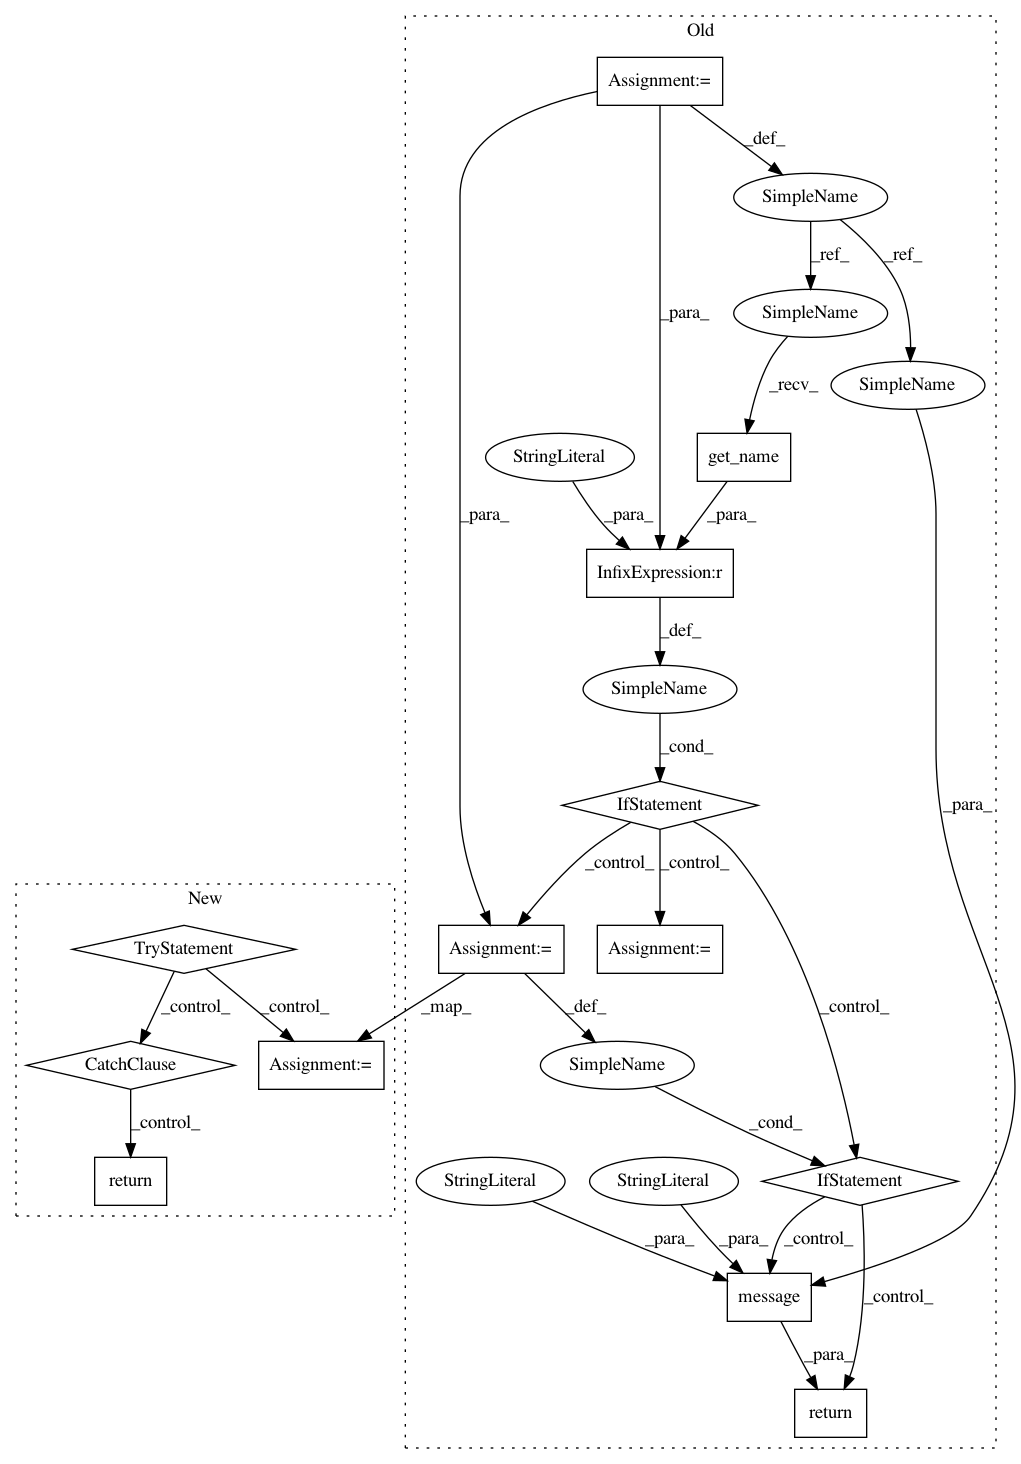 Old
Assignment:=
_def_
SimpleName
_ref_
_ref_
SimpleName
_para_
SimpleName
_recv_
StringLiteral
get_name
_para_
_para_
_para_
InfixExpression:r
_def_
SimpleName
_cond_
_para_
IfStatement
_control_
_control_
New
TryStatement
Assignment:=
Assignment:=
_control_
_control_
_map_
_def_
_control_
CatchClause
Assignment:=
SimpleName
_control_
_cond_
return
StringLiteral
StringLiteral
IfStatement
_para_
_para_
_control_
message
_control_
_para_
return